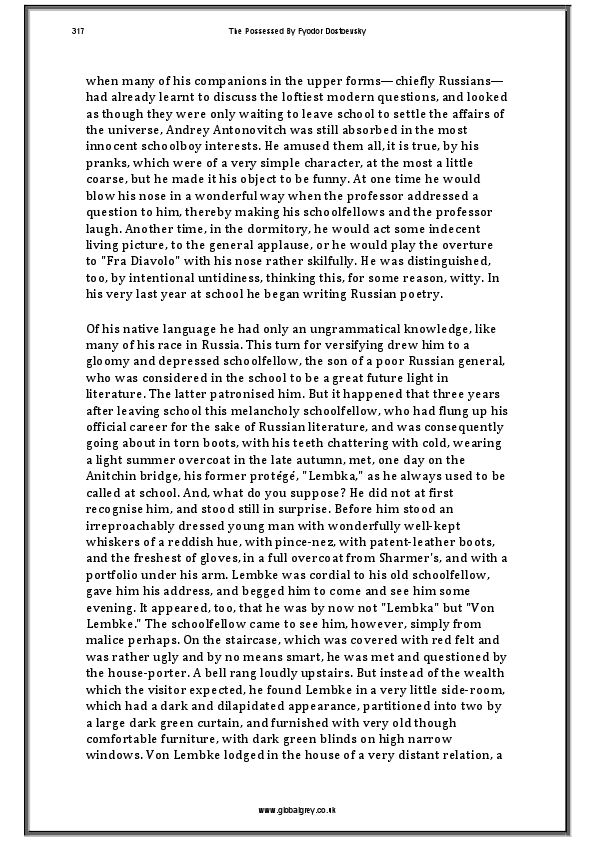 317
The Possessed By Fyodor Dostoevsky
when many of his companions in the upper forms—chiefly Russians—
had already learnt to discuss the loftiest modern questions, and looked
as though they were only waiting to leave school to settle the affairs of
the universe, Andrey Antonovitch was still absorbed in the most
innocent schoolboy interests. He amused them all, it is true, by his
pranks, which were of a very simple character, at the most a little
coarse, but he made it his object to be funny. At one time he would
blow his nose in a wonderful way when the professor addressed a
question to him, thereby making his schoolfellows and the professor
laugh. Another time, in the dormitory, he would act some indecent
living picture, to the general applause, or he would play the overture
to "Fra Diavolo" with his nose rather skilfully. He was distinguished,
too, by intentional untidiness, thinking this, for some reason, witty. In
his very last year at school he began writing Russian poetry.
Of his native language he had only an ungrammatical knowledge, like
many of his race in Russia. This turn for versifying drew him to a
gloomy and depressed schoolfellow, the son of a poor Russian general,
who was considered in the school to be a great future light in
literature. The latter patronised him. But it happened that three years
after leaving school this melancholy schoolfellow, who had flung up his
official career for the sake of Russian literature, and was consequently
going about in torn boots, with his teeth chattering with cold, wearing
a light summer overcoat in the late autumn, met, one day on the
Anitchin bridge, his former protégé, "Lembka," as he always used to be
called at school. And, what do you suppose? He did not at first
recognise him, and stood still in surprise. Before him stood an
irreproachably dressed young man with wonderfully well-kept
whiskers of a reddish hue, with pince-nez, with patent-leather boots,
and the freshest of gloves, in a full overcoat from Sharmer's, and with a
portfolio under his arm. Lembke was cordial to his old schoolfellow,
gave him his address, and begged him to come and see him some
evening. It appeared, too, that he was by now not "Lembka" but "Von
Lembke." The schoolfellow came to see him, however, simply from
malice perhaps. On the staircase, which was covered with red felt and
was rather ugly and by no means smart, he was met and questioned by
the house-porter. A bell rang loudly upstairs. But instead of the wealth
which the visitor expected, he found Lembke in a very little side-room,
which had a dark and dilapidated appearance, partitioned into two by
a large dark green curtain, and furnished with very old though
comfortable furniture, with dark green blinds on high narrow
windows. Von Lembke lodged in the house of a very distant relation, a
www.globalgrey.co.uk